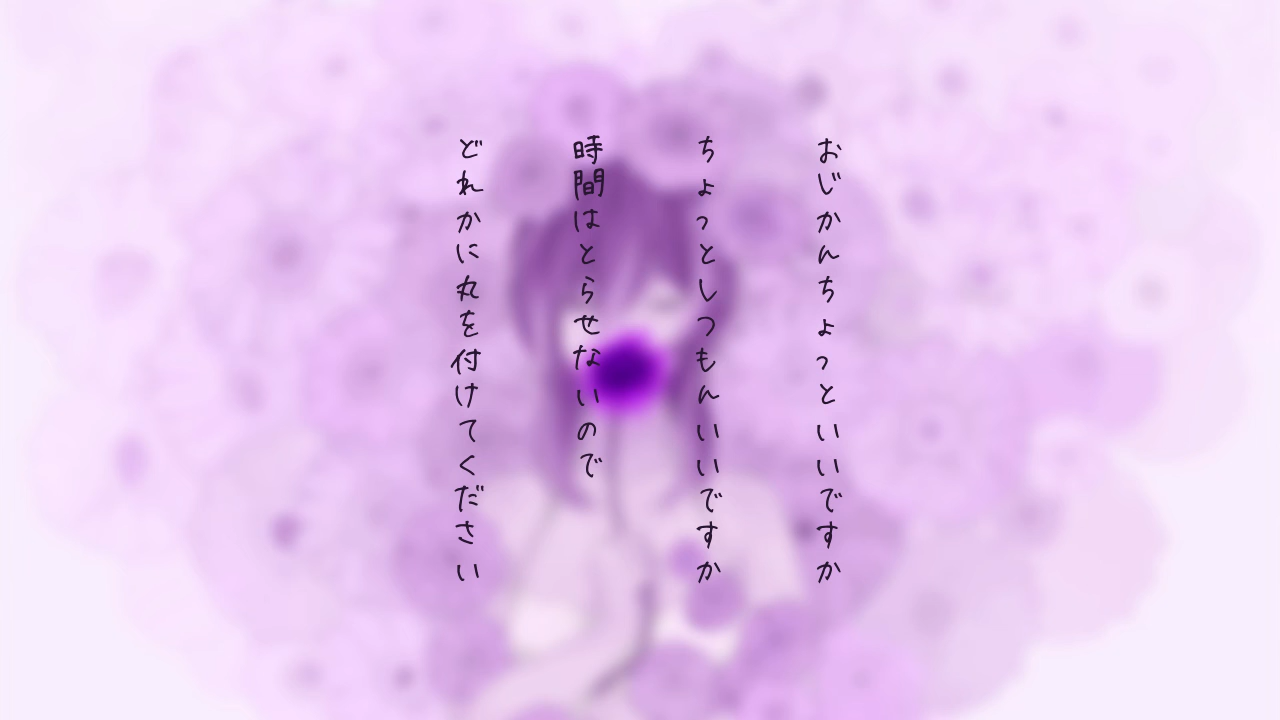 おじかんちょっといいですか
ちょっとしつもんいいですか
時間はとらせないので
どれかに丸を付けてください